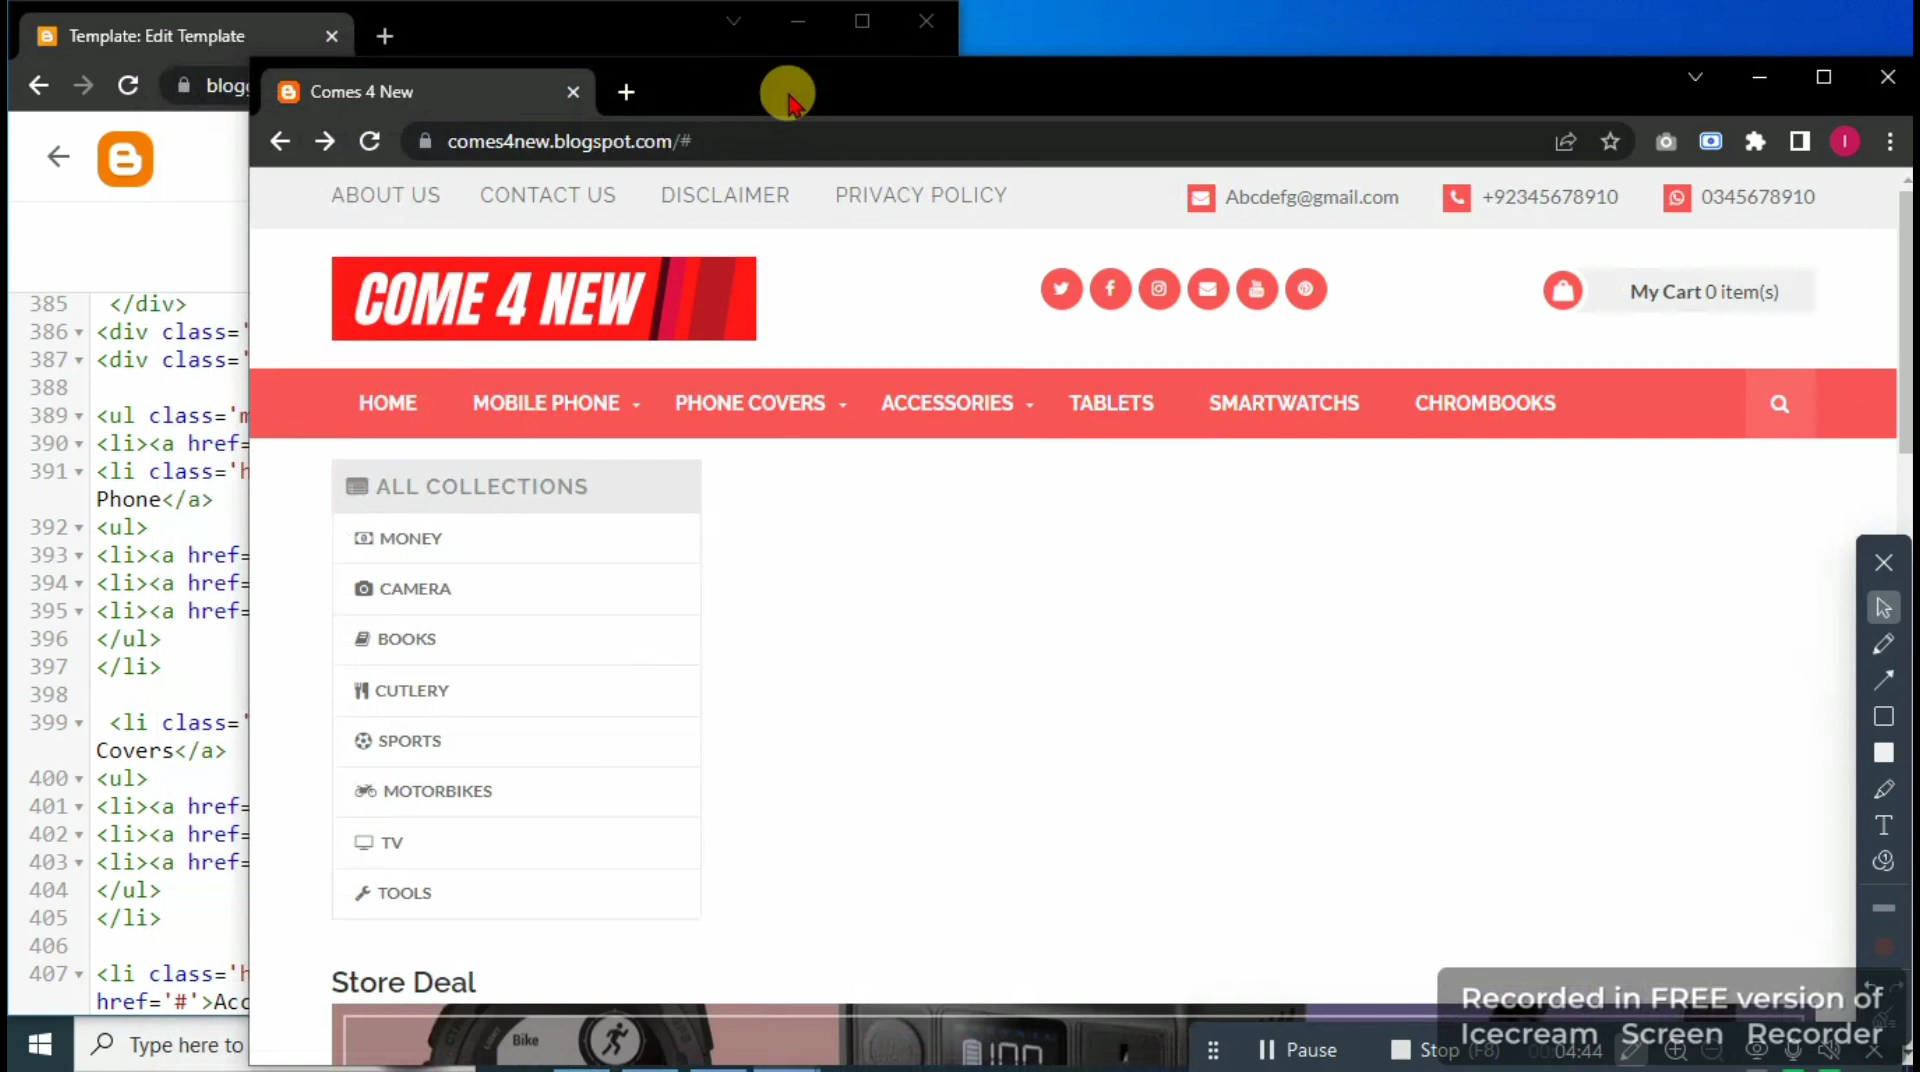 Template: Edit Template
blogg
Comes 4 New
comes4new.blogspot.com/#
ABOUT US CONTACT US DISCLAIMER PRIVACY POLICY Abcdefg@gmail.com +92345678910 0345678910
COME 4 NEW
My Cart 0 item(s)
HOME MOBILE PHONE PHONE COVERS ACCESSORIES TABLETS SMARTWATCHS CHROMBOOKS
ALL COLLECTIONS
MONEY
CAMERA
BOOKS
CUTLERY
SPORTS
MOTORBIKES
TV
TOOLS
Store Deal
Bike
100
385 </div>
386 <div class='
387 <div class='
388
389 <ul class='m
390 <li><a href=
391 <li class='h
Phone</a>
392 <ul>
393 <li><a href=
394 <li><a href=
395 <li><a href=
396 </ul>
397 </li>
398
399 <li class='
Covers</a>
400 <ul>
401 <li><a href=
402 <li><a href=
403 <li><a href=
404 </ul>
405 </li>
406
407 <li class='h
href='#'>Acc
Type here to
Recorded in FREE version of
Icecream Screen Recorder
Pause Stop (F8) 00:04:44